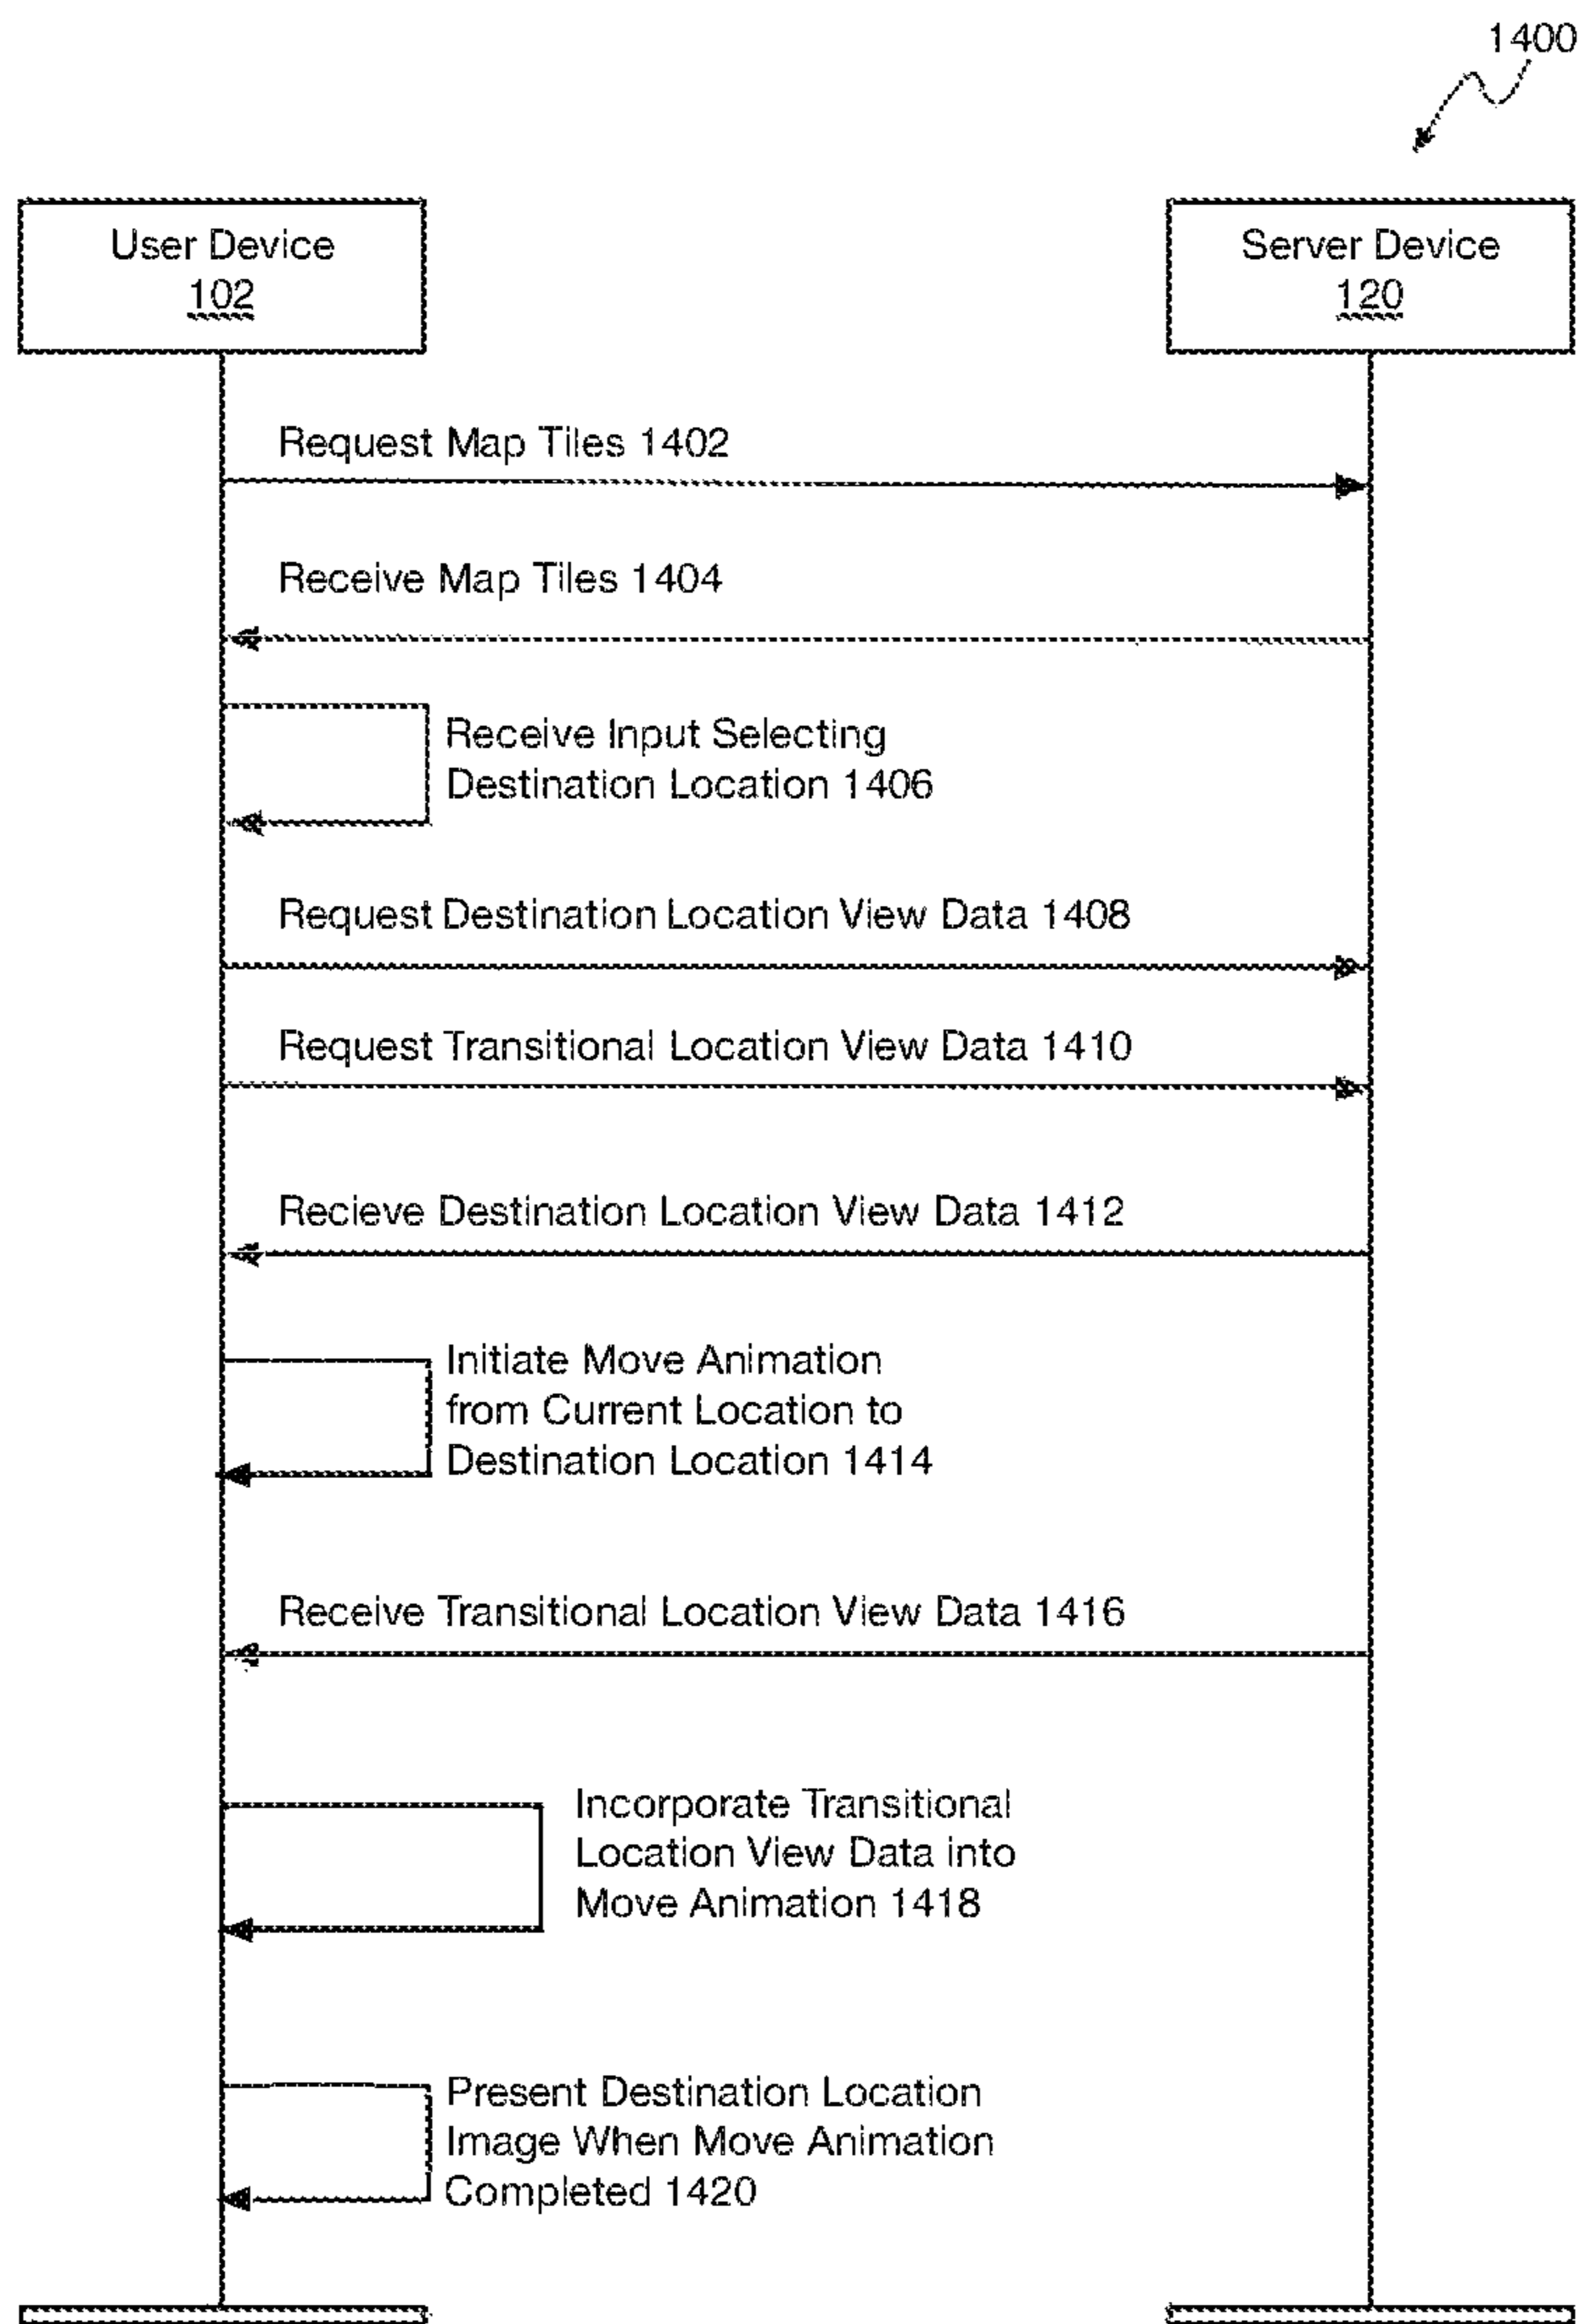 1400
User Device
102
Server Device
120
Request Map Tiles 1402
Receive Map Tiles 1404
Receive Input Selecting
Destination Location 1406
Request Destination Location View Data 1408
Request Transitional Location View Data 1410
Recieve Destination Location View Data 1412
Initiate Move Animation
from Current Location to
Destination Location 1414
Receive Transitional Location View Data 1416
Incorporate Transitional
Location View Data into
Move Animation 1418
Present Destination Location
Image When Move Animation
Completed 1420